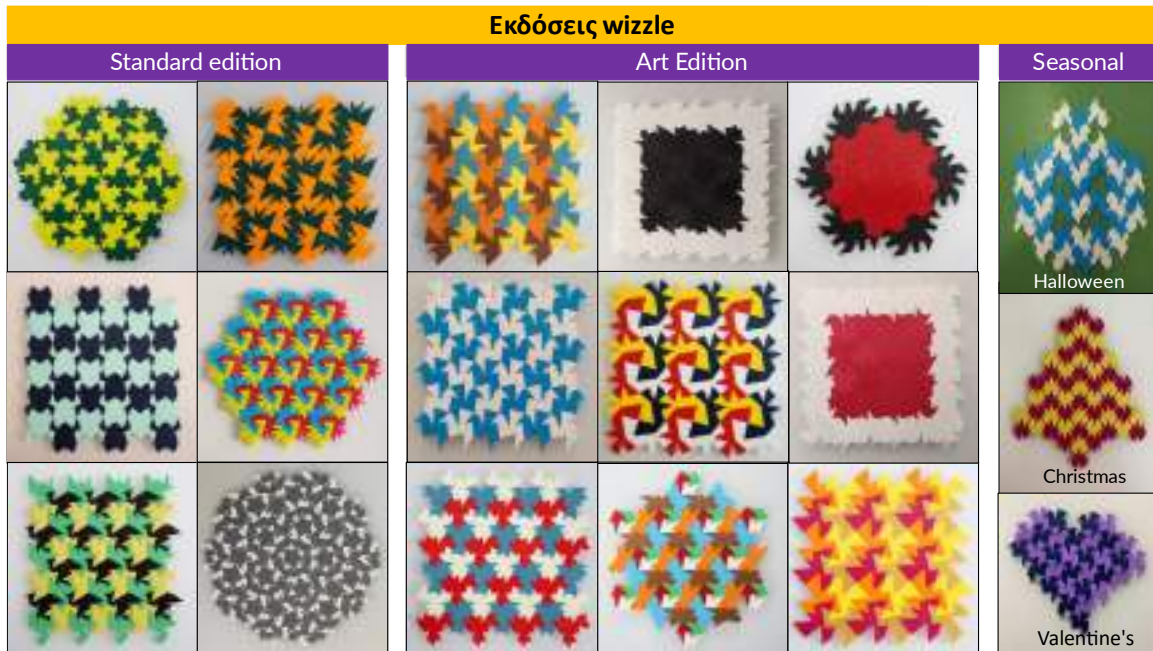 Εκδόσεις wizzle
Standard edition
Art Edition
Seasonal
Halloween
Christmas
Valentine's